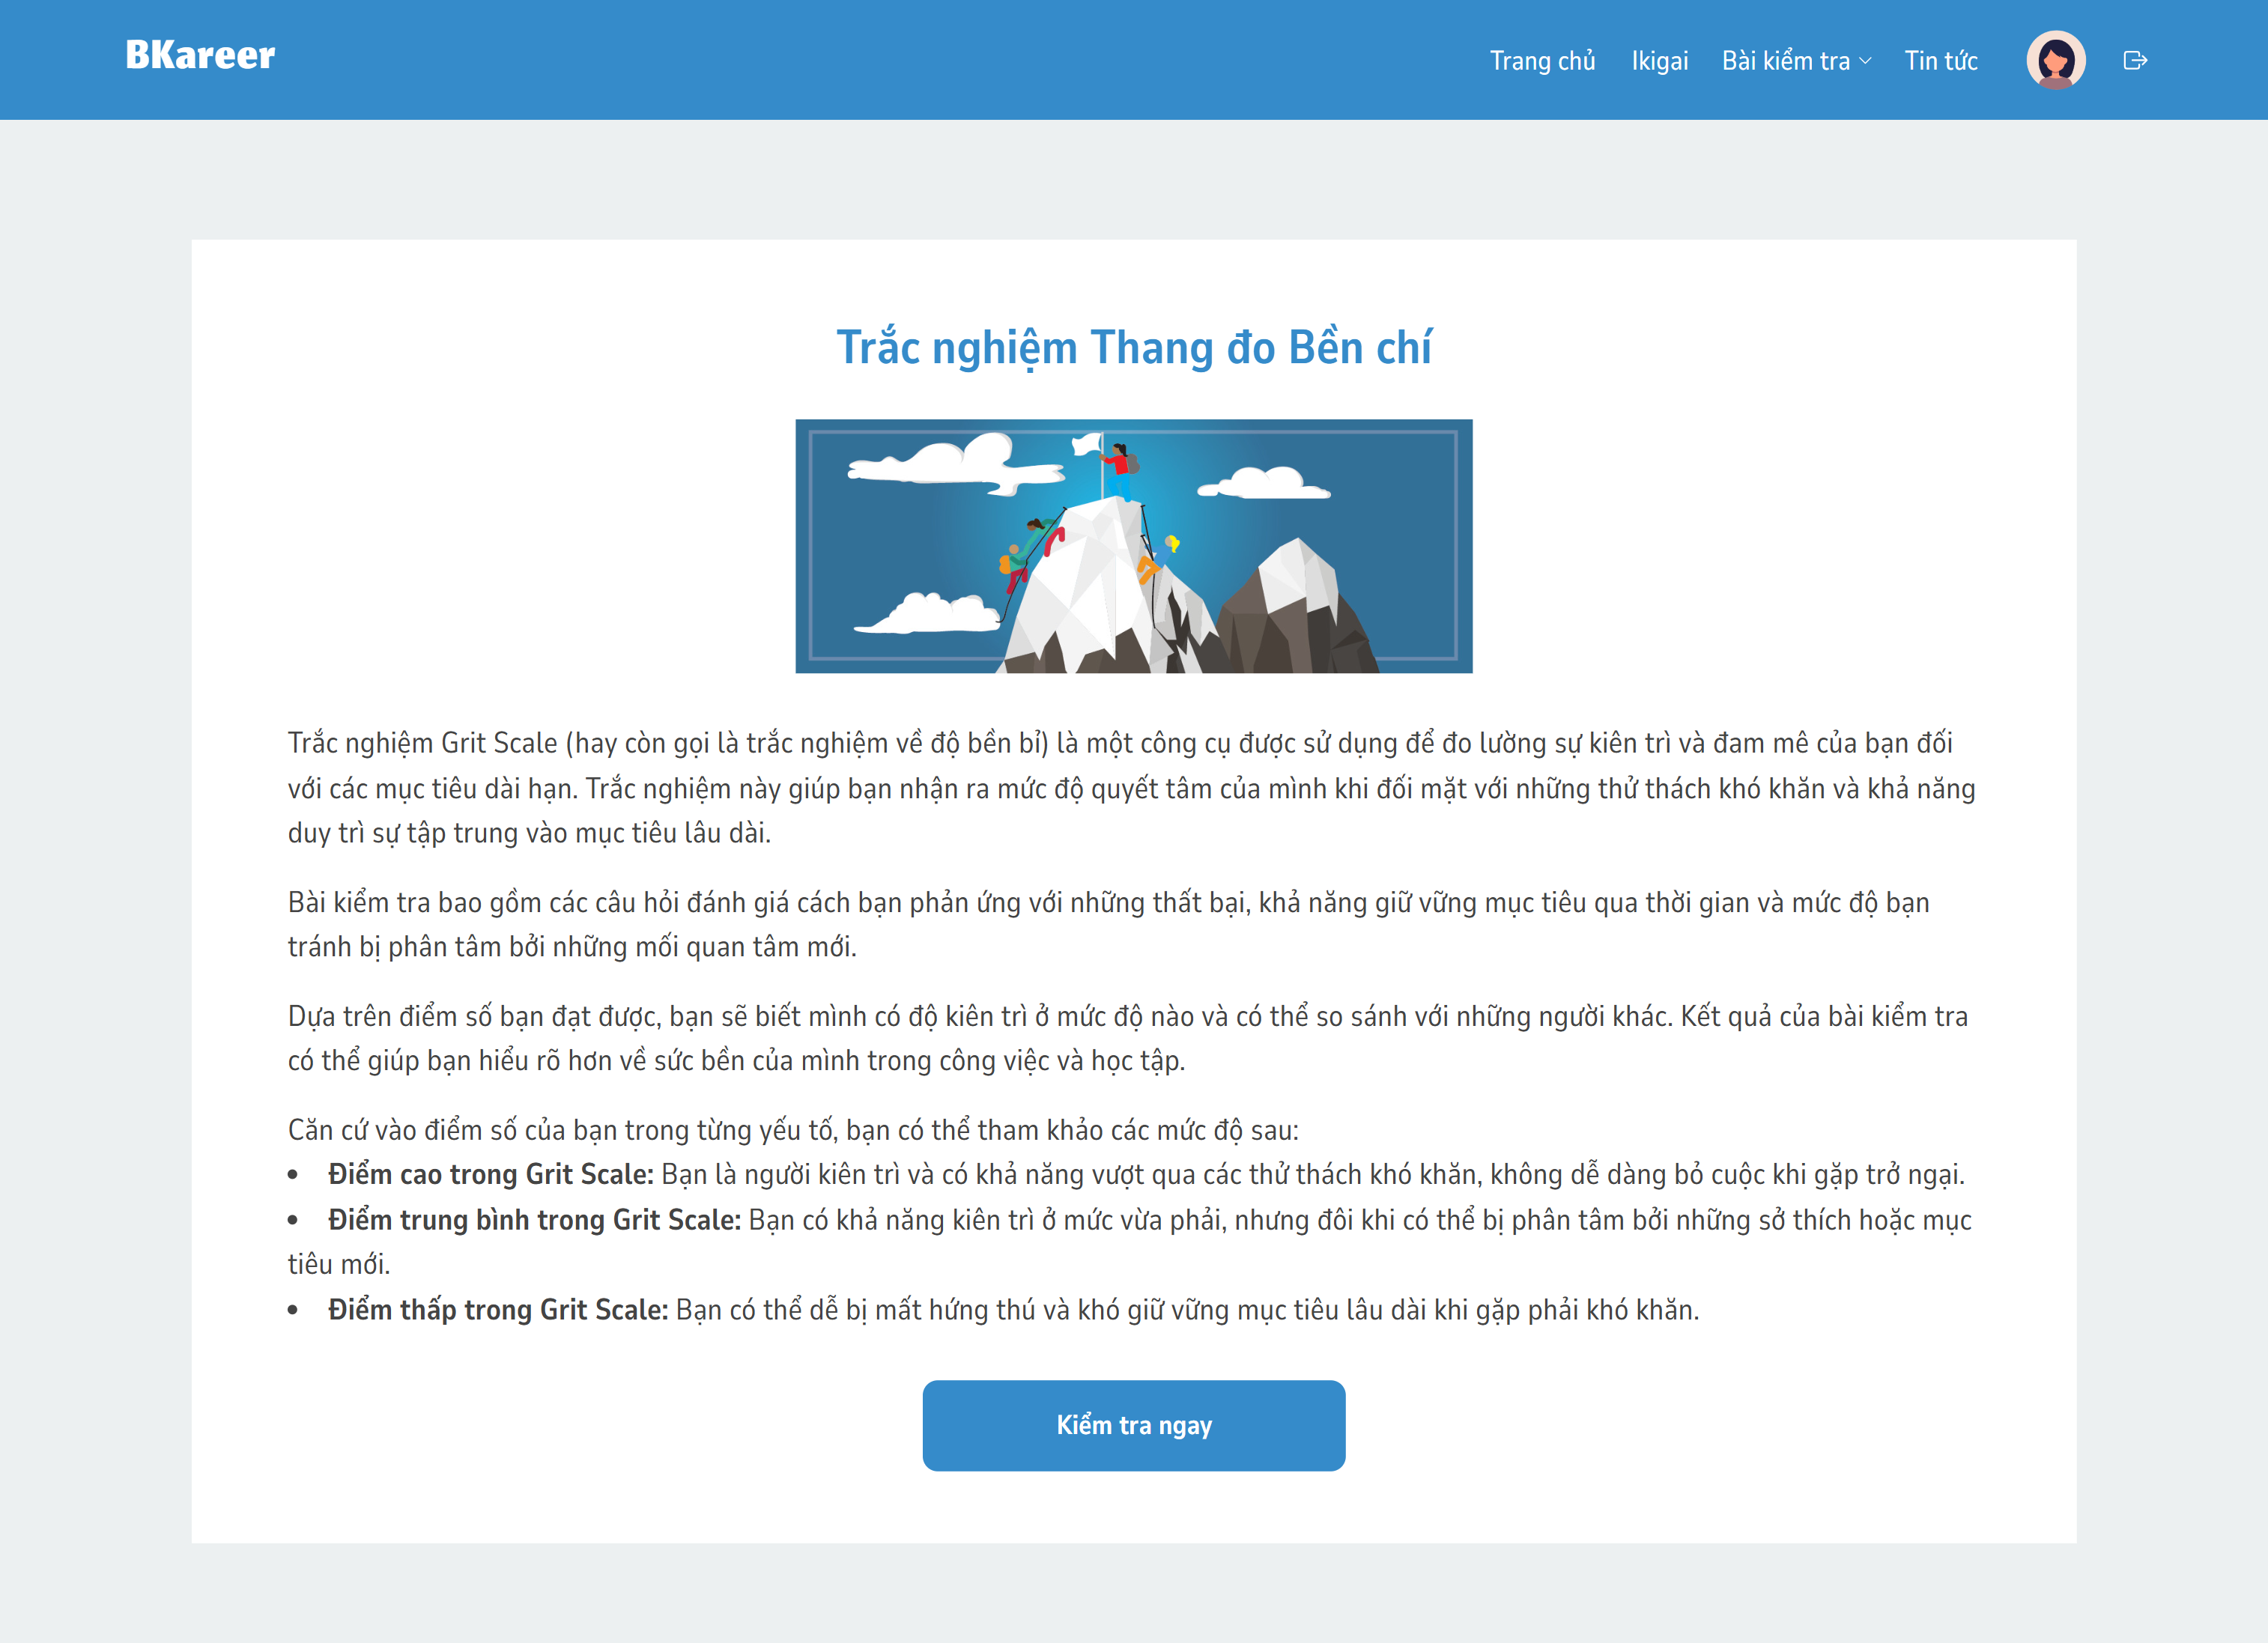 BKareer
Trang chủ
Ikigai
Bài kiểm tra
Tin tức
Trắc nghiệm Thang đo Bền chí
Trắc nghiệm Grit Scale (hay còn gọi là trắc nghiệm về độ bền bỉ) là một công cụ được sử dụng để đo lường sự kiên trì và đam mê của bạn đối
với các mục tiêu dài hạn. Trắc nghiệm này giúp bạn nhận ra mức độ quyết tâm của mình khi đối mặt với những thử thách khó khăn và khả năng
duy trì sự tập trung vào mục tiêu lâu dài.
Bài kiểm tra bao gồm các câu hỏi đánh giá cách bạn phản ứng với những thất bại, khả năng giữ vững mục tiêu qua thời gian và mức độ bạn
tránh bị phân tâm bởi những mối quan tâm mới.
Dựa trên điểm số bạn đạt được, bạn sẽ biết mình có độ kiên trì ở mức độ nào và có thể so sánh với những người khác. Kết quả của bài kiểm tra
có thể giúp bạn hiểu rõ hơn về sức bền của mình trong công việc và học tập.
Căn cứ vào điểm số của bạn trong từng yếu tố, bạn có thể tham khảo các mức độ sau:
• Điểm cao trong Grit Scale: Bạn là người kiên trì và có khả năng vượt qua các thử thách khó khăn, không dễ dàng bỏ cuộc khi gặp trở ngại.
• Điểm trung bình trong Grit Scale: Bạn có khả năng kiên trì ở mức vừa phải, nhưng đôi khi có thể bị phân tâm bởi những sở thích hoặc mục
tiêu mới.
• Điểm thấp trong Grit Scale: Bạn có thể dễ bị mất hứng thú và khó giữ vững mục tiêu lâu dài khi gặp phải khó khăn.
Kiểm tra ngay